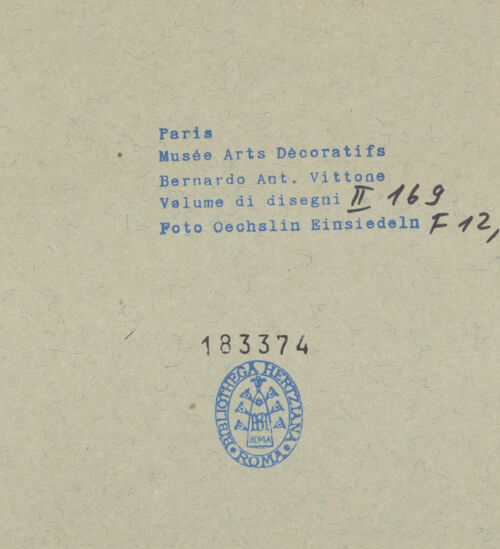 Paris
Musée Arts Décoratifs
Bernardo Ant. Vittone
Volume di disegni II 169
Foto Oechslin Einsiedeln F 12,
183374
BIBLIOTHECA HERTZIANA
ROMA
ROMA